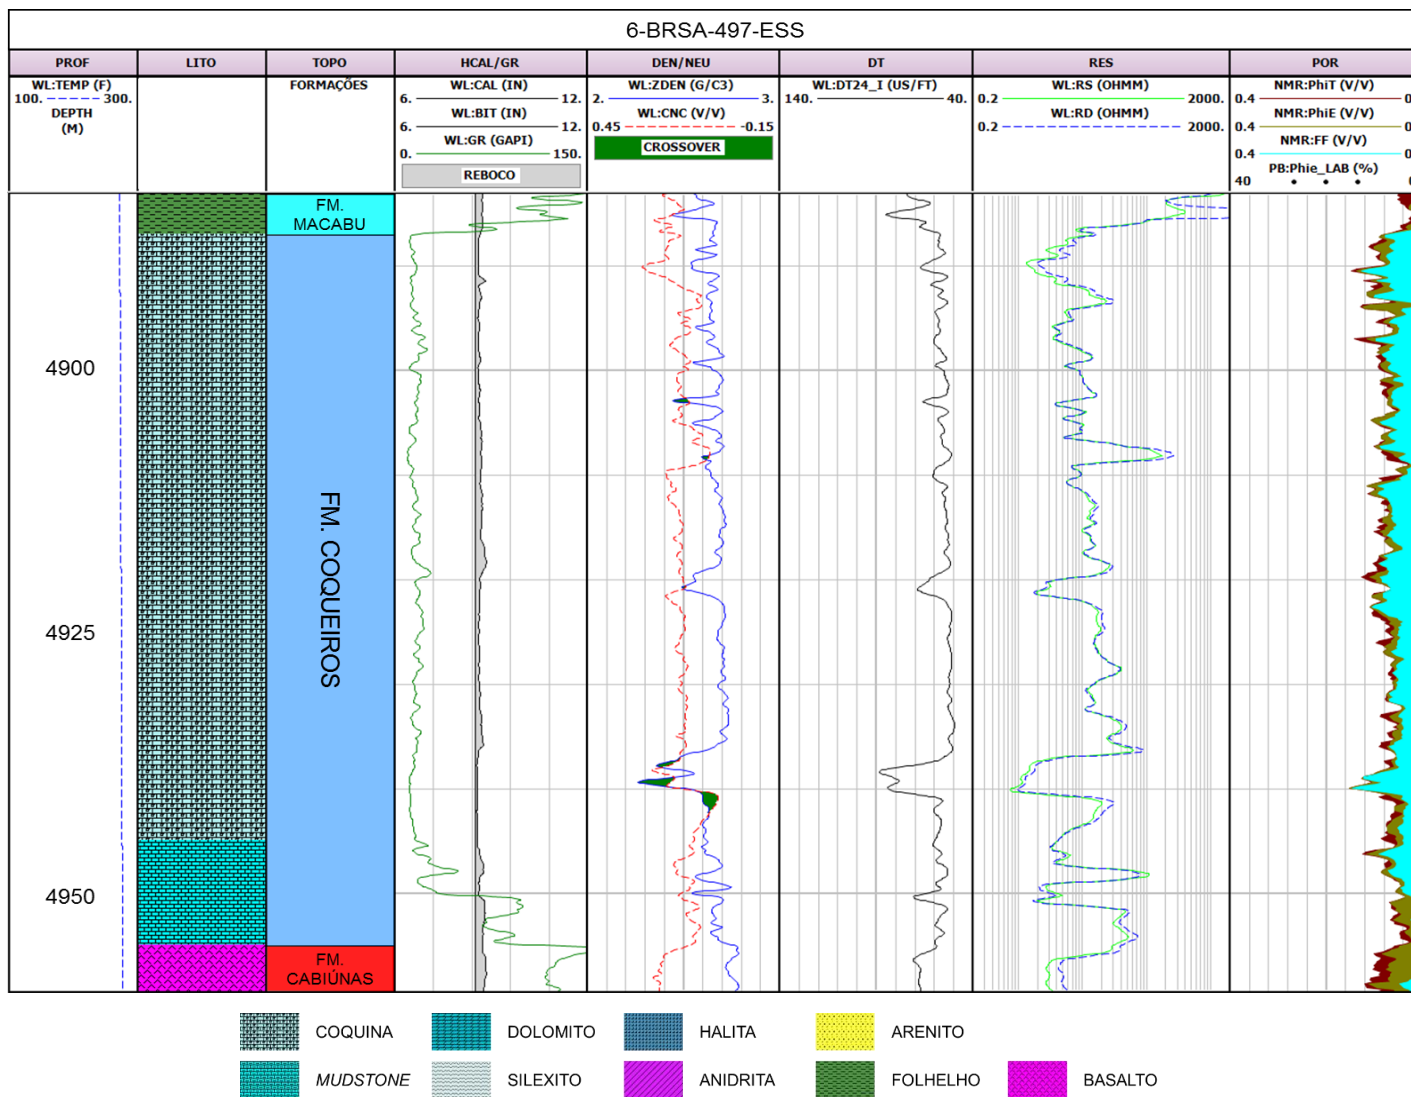 6-BRSA-497-ESS
PROF LITO TOPO HCAL/GR DEN/NEU DT RES POR
WL:TEMP (F)
100. 300.
DEPTH
(M)
FORMAÇÕES
WL:CAL (IN)
6. 12.
WL:BIT (IN)
6. 12.
WL:GR (GAPI)
0. 150.
REBOCO
WL:ZDEN (G/C3)
2. 3.
WL:CNC (V/V)
0.45 -0.15
CROSSOVER
WL:DT24_I (US/FT)
140. 40.
WL:RS (OHMM)
0.2 2000.
WL:RD (OHMM)
0.2 2000.
NMR:PhiT (V/V)
0.4 0
NMR:PhiE (V/V)
0.4 0
NMR:FF (V/V)
0.4 0
PB:Phie_LAB (%)
40
FM.
MACABU
4900
FM. COQUEIROS
4925
4950
FM.
CABIÚNAS
COQUINA DOLOMITO HALITA ARENITO
MUDSTONE SILEXITO ANIDRITA FOLHELHO BASALTO